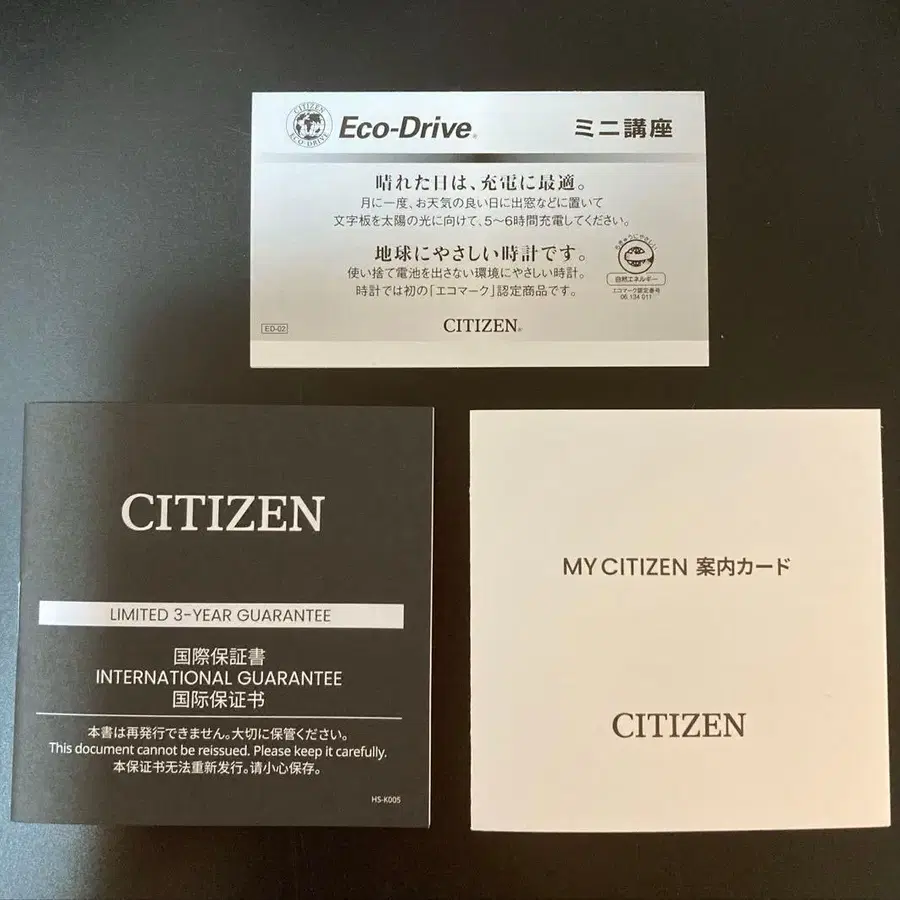 CITIZEN
ECO-DRIVE
Eco-Drive®
ミニ講座
晴れた日は、充電に最適。
月に一度、お天気の良い日に出窓などに置いて
文字板を太陽の光に向けて、5～6時間充電してください。
地球にやさしい時計です。
使い捨て電池を出さない環境にやさしい時計。
時計では初の「エコマーク」認定商品です。
ちきゅうにやさしい
自然エネルギー
エコマーク認定番号
06 134 011
ED-02
CITIZEN®
CITIZEN
LIMITED 3-YEAR GUARANTEE
国際保証書
INTERNATIONAL GUARANTEE
国际保证书
本書は再発行できません。大切に保管ください。
This document cannot be reissued. Please keep it carefully.
本保证书无法重新发行。请小心保存。
HS-K005
MY CITIZEN 案内カード
CITIZEN